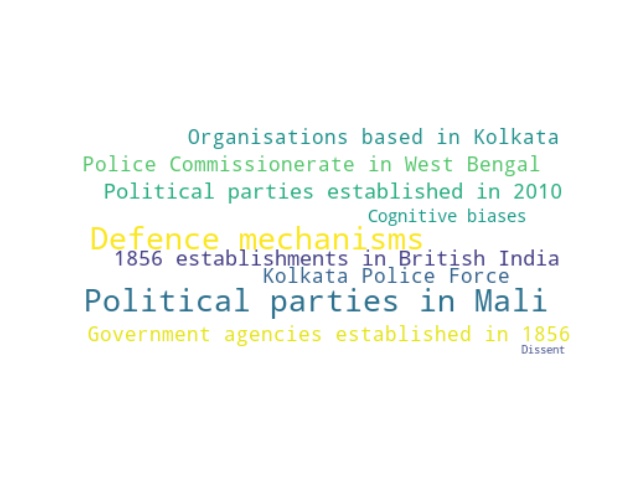 Organisations based in Kolkata
Police Commissionerate in West Bengal
Political parties established in 2010
Cognitive biases
Defence mechanisms
1856 establishments in British India
Kolkata Police Force
Political parties in Mali
Government agencies established in 1856
Dissent